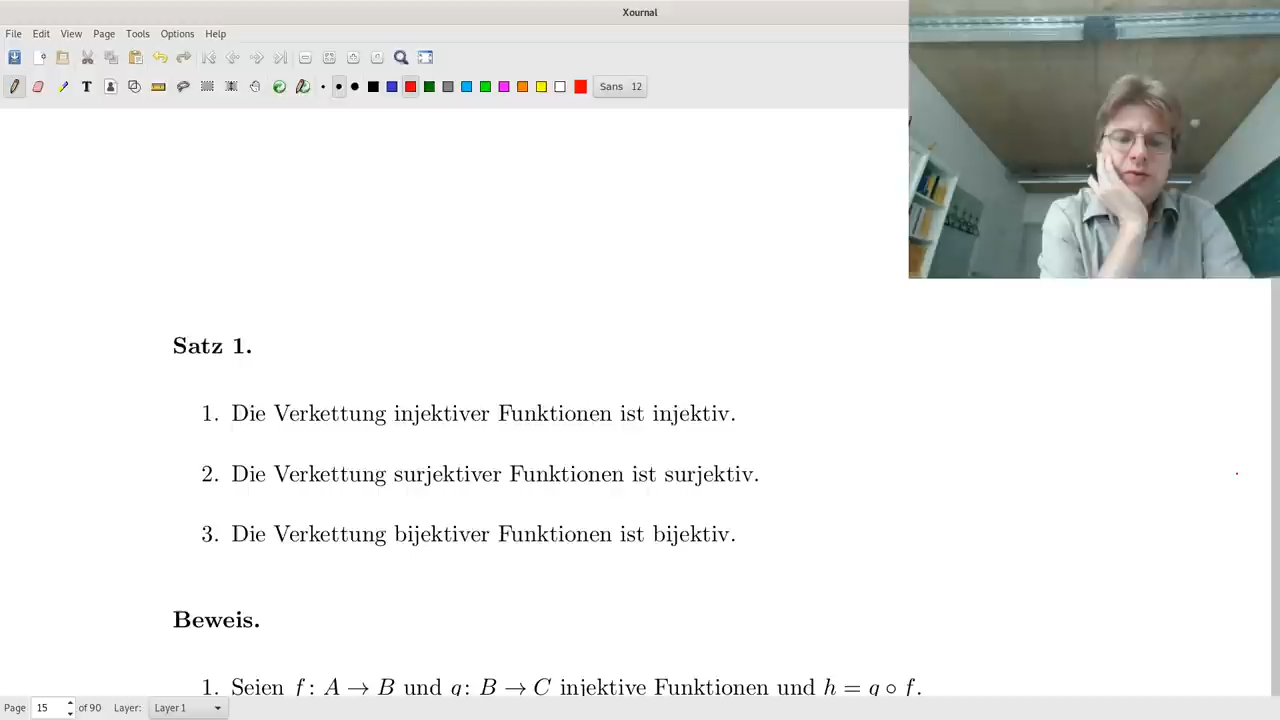 Xournal
File Edit View Page Tools Options Help
T Sans 12
Satz 1.
1. Die Verkettung injektiver Funktionen ist injektiv.
2. Die Verkettung surjektiver Funktionen ist surjektiv.
3. Die Verkettung bijektiver Funktionen ist bijektiv.
Beweis.
1. Seien f: A → B und g: B → C injektive Funktionen und h = g ∘ f.
Page 15 of 90 Layer: Layer 1